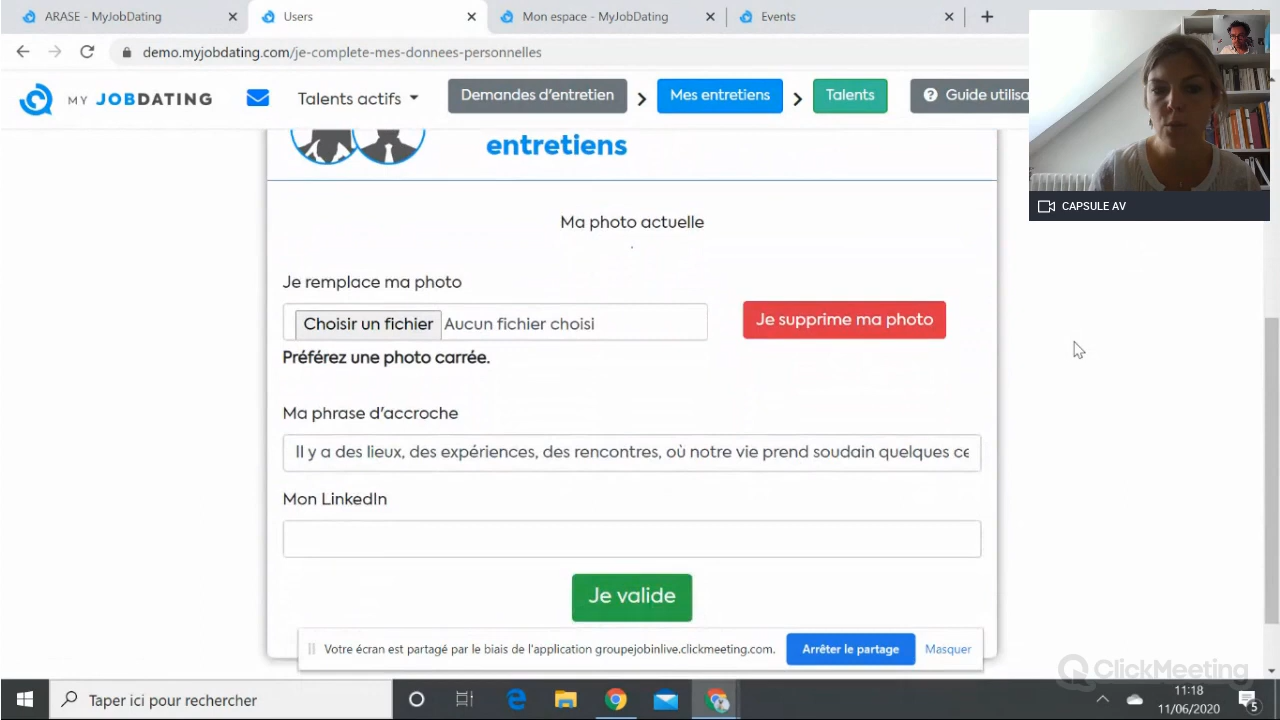 ARASE - MyJobDating
Users
Mon espace - MyJobDating
Events
demo.myjobdating.com/je-complete-mes-donnees-personnelles
MY JOBDATING
Talents actifs
Demandes d'entretien
Mes entretiens
Talents
Guide utilisa
CAPSULE AV
entretiens
Ma photo actuelle
Je remplace ma photo
Choisir un fichier
Aucun fichier choisi
Je supprime ma photo
Préférez une photo carrée.
Ma phrase d'accroche
Il y a des lieux, des expériences, des rencontres, où notre vie prend soudain quelques ce
Mon LinkedIn
Je valide
Votre écran est partagé par le biais de l'application groupejobinlive.clickmeeting.com.
Arrêter le partage
Masquer
ClickMeeting
Taper ici pour rechercher
11:18
11/06/2020
5